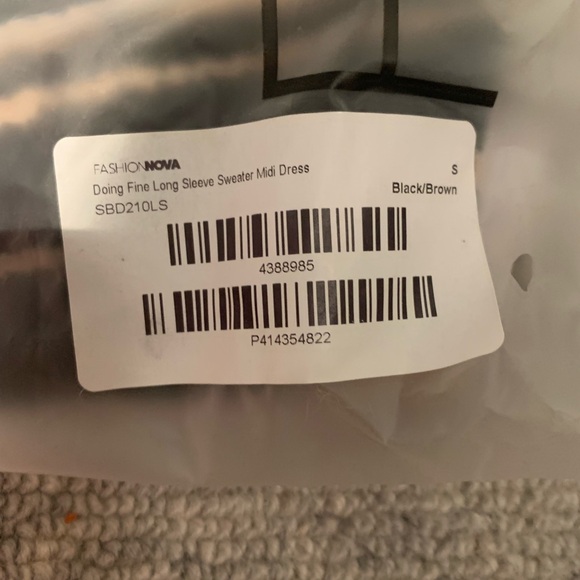 FASHIONNOVA
Doing Fine Long Sleeve Sweater Midi Dress S
SBD210LS Black/Brown
4388985
P414354822